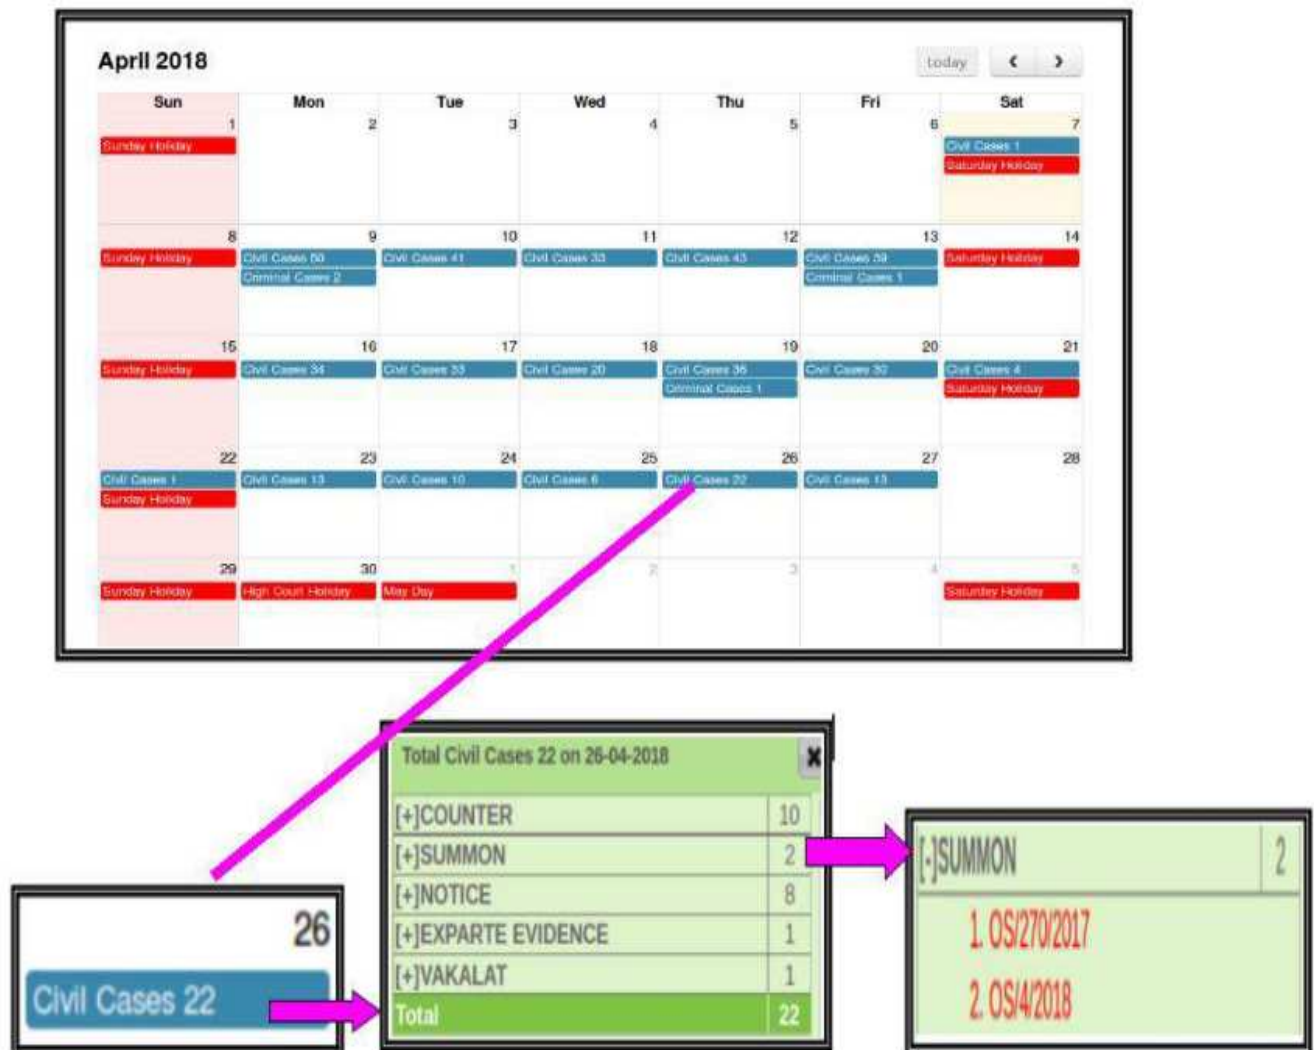 April 2018
today
Sun Mon Tue Wed Thu Fri Sat
1 2 3 4 5 6 7
Sunday Holiday Civil Cases 1
Saturday Holiday
8 9 10 11 12 13 14
Sunday Holiday Civil Cases Civil Cases 41 Civil Cases 33 Civil Cases 43 Civil Cases Saturday Holiday
Criminal Cases 2 Criminal Cases 1
15 16 17 18 19 20 21
Sunday Holiday Civil Cases 34 Civil Cases Civil Cases 20 Civil Cases Civil Cases Civil Cases 4
Criminal Cases 1 Saturday Holiday
22 23 24 25 26 27 28
Civil Cases 1 Civil Cases 13 Civil Cases 10 Civil Cases 6 Civil Cases 22 Civil Cases 13
Sunday Holiday
29 30 1 2 3 4 5
Sunday Holiday High Court Holiday May Day Saturday Holiday
Total Civil Cases 22 on 26-04-2018
[+]COUNTER 10
[+]SUMMON 2
[+]NOTICE 8
[+]EXPARTE EVIDENCE 1
[+]VAKALAT 1
Total 22
26
Civil Cases 22
[-]SUMMON 2
1. OS/270/2017
2. OS/4/2018